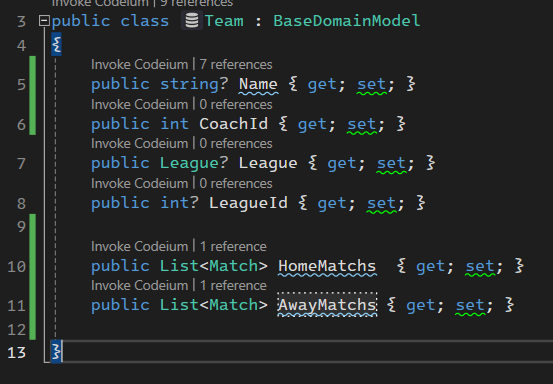 Invoke Codeium | 9 references
3 public class Team : BaseDomainModel
4 {
Invoke Codeium | 7 references
5 public string? Name { get; set; }
Invoke Codeium | 0 references
6 public int CoachId { get; set; }
Invoke Codeium | 0 references
7 public League? League { get; set; }
Invoke Codeium | 0 references
8 public int? LeagueId { get; set; }
9
Invoke Codeium | 1 reference
10 public List<Match> HomeMatchs { get; set; }
Invoke Codeium | 1 reference
11 public List<Match> AwayMatchs { get; set; }
12
13 }